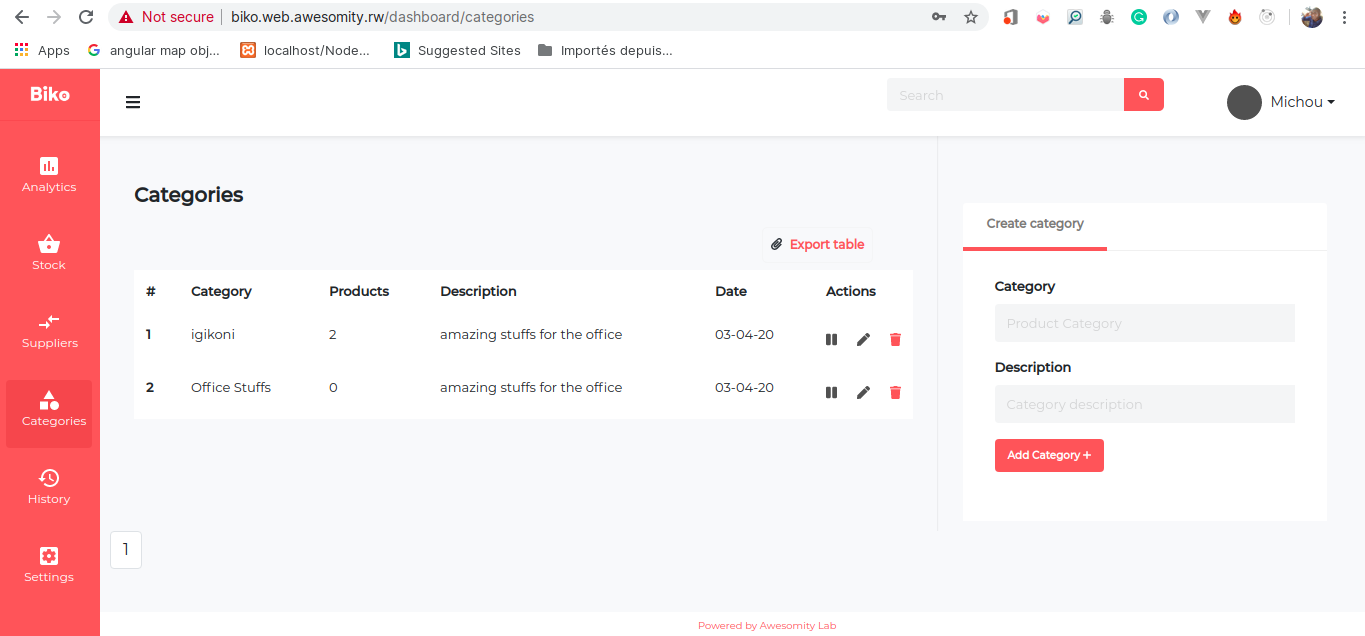 Not secure | biko.web.awesomity.rw/dashboard/categories
Apps angular map obj... localhost/Node... Suggested Sites Importés depuis...
Biko
Search
Michou
Analytics
Stock
Suppliers
Categories
History
Settings
Categories
Export table
# Category Products Description Date Actions
1 igikoni 2 amazing stuffs for the office 03-04-20
2 Office Stuffs 0 amazing stuffs for the office 03-04-20
1
Create category
Category
Product Category
Description
Category description
Add Category +
Powered by Awesomity Lab